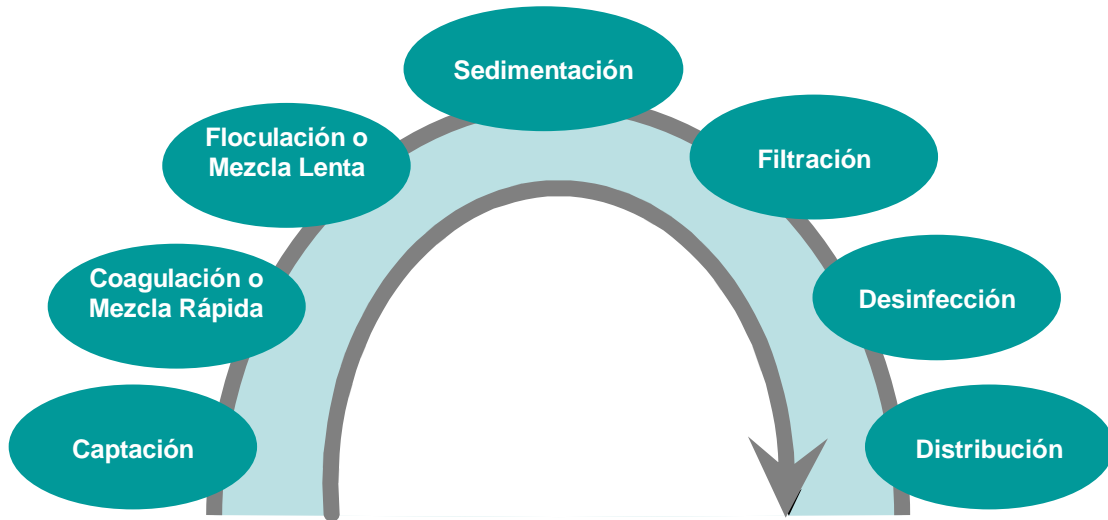 Sedimentación
Floculación o
Mezcla Lenta
Filtración
Coagulación o
Mezcla Rápida
Desinfección
Captación
Distribución